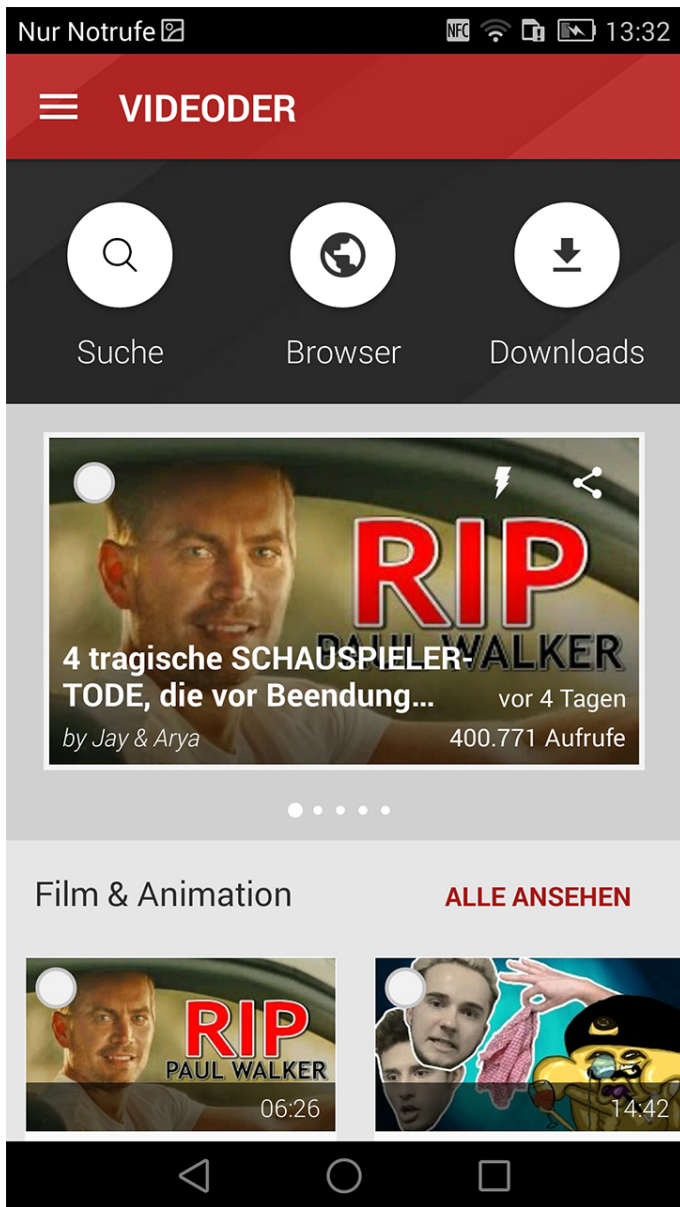 Nur Notrufe
NFC
13:32
VIDEODER
Suche
Browser
Downloads
RIP
PAUL WALKER
4 tragische SCHAUSPIELER-
TODE, die vor Beendung...
vor 4 Tagen
by Jay & Arya
400.771 Aufrufe
Film & Animation
ALLE ANSEHEN
RIP
PAUL WALKER
06:26
14:42